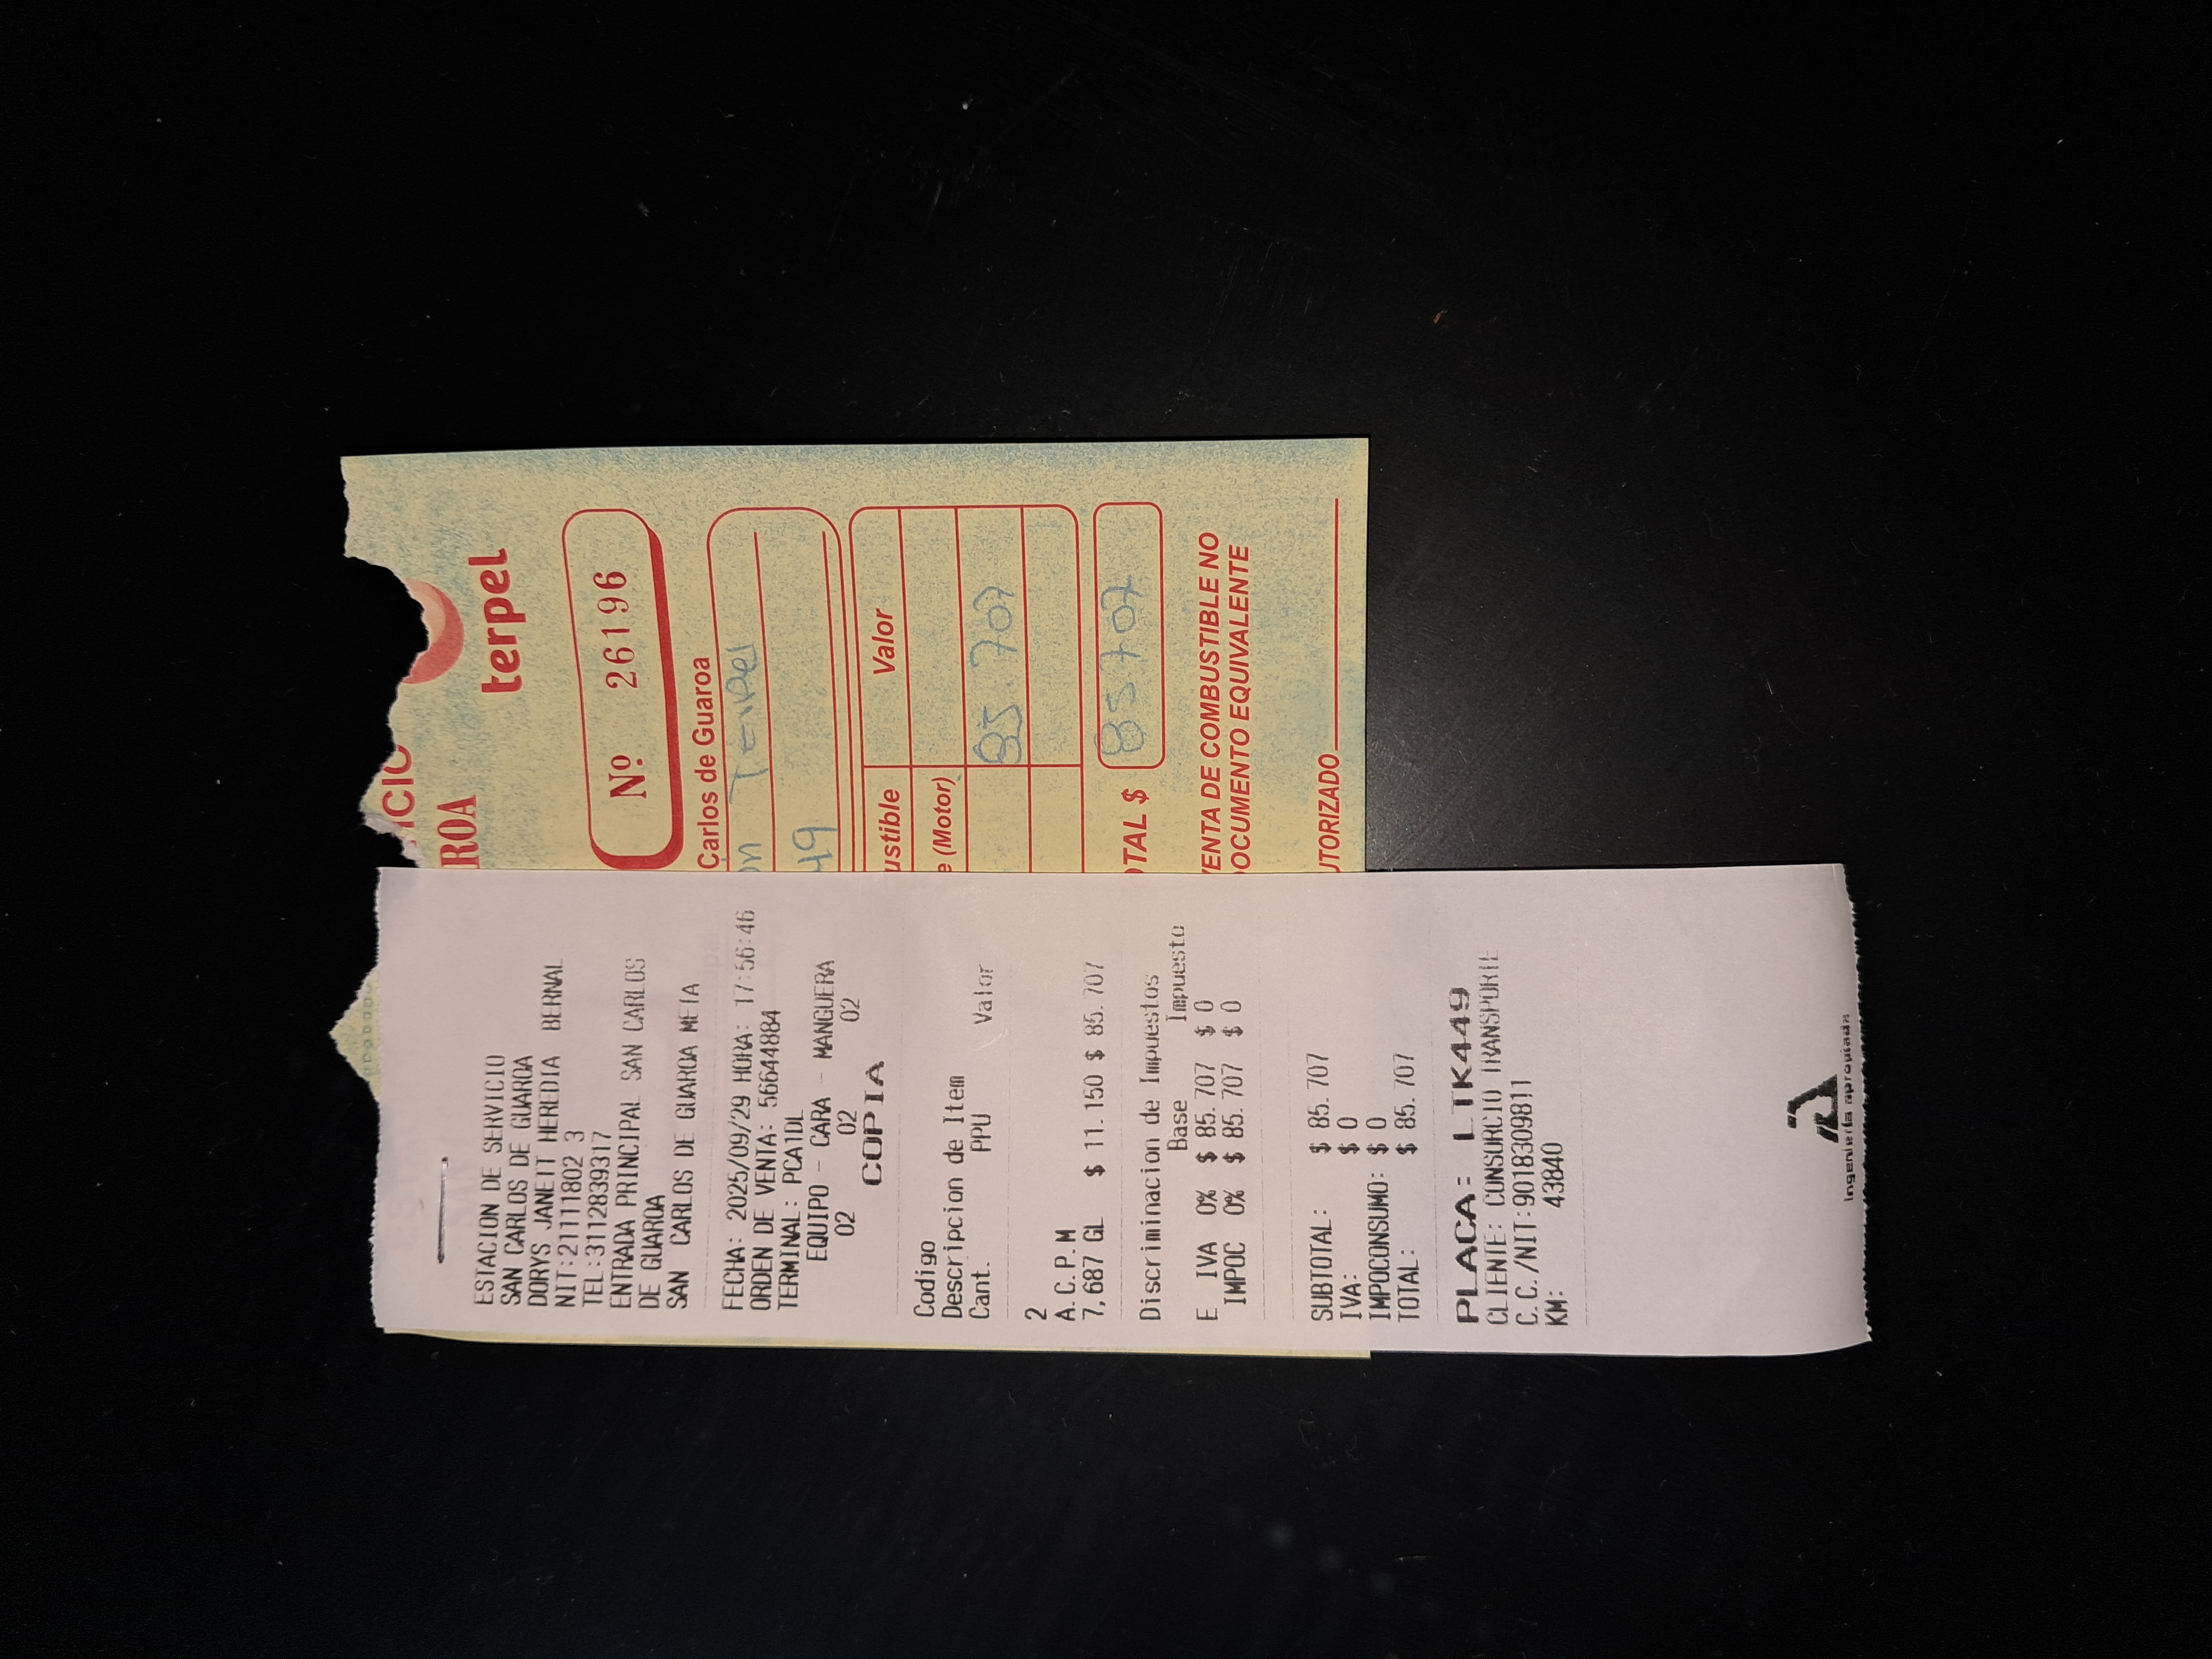 ESTACION DE SERVICIO
SAN CARLOS DE GUAROA
DORYS JANEIT HEREDIA BERNAL
NIT:21111802 3
TEL:3112839317
ENTRADA PRINCIPAL SAN CARLOS
DE GUAROA
SAN CARLOS DE GUAROA META
FECHA: 2025/09/29 HORA: 17:56:46
ORDEN DE VENTA: 56644884
TERMINAL: PCA1DL
EQUIPO - CARA - MANGUERA
02 02 02
COPIA
Codigo
Descripcion de Item
Cant. PPU Valor
2
A.C.P.M
7,687 GL $ 11.150 $ 85.707
Discriminacion de Impuestos
Base Impuesto
E IVA 0% $ 85.707 $ 0
IMPOC 0% $ 85.707 $ 0
SUBTOTAL: $ 85.707
IVA: $ 0
IMPOCONSUMO: $ 0
TOTAL: $ 85.707
PLACA: LTK449
CLIENTE: CONSORCIO TRANSPORTE
C.C./NIT:9018309811
KM: 43840
Ingeniería apropiada
ICIO
ROA
terpel
Nº 26196
Carlos de Guaroa
on Terpel
49
ustible Valor
e (Motor)
85.707
OTAL $ 85707
VENTA DE COMBUSTIBLE NO
OCUMENTO EQUIVALENTE
UTORIZADO